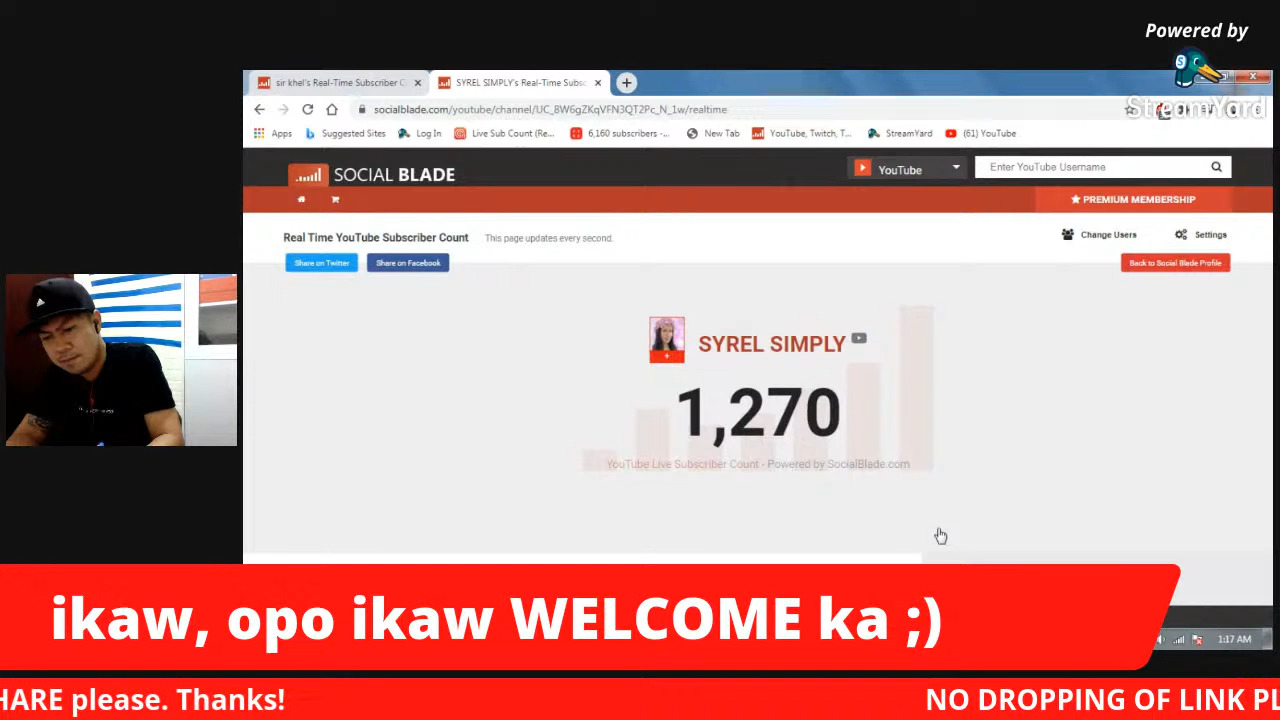 Powered by
StreamYard
sir khel's Real-Time Subscriber C
SYREL SIMPLY's Real-Time Subsc
socialblade.com/youtube/channel/UC_8W6gZKqVFN3QT2Pc_N_1w/realtime
Apps
Suggested Sites
Log In
Live Sub Count (Re...
6,160 subscribers -...
New Tab
YouTube, Twitch, T...
StreamYard
(61) YouTube
SOCIAL BLADE
YouTube
Enter YouTube Username
PREMIUM MEMBERSHIP
Real Time YouTube Subscriber Count
This page updates every second.
Change Users
Settings
Share on Twitter
Share on Facebook
Back to Social Blade Profile
SYREL SIMPLY
1,270
YouTube Live Subscriber Count - Powered by SocialBlade.com
ikaw, opo ikaw WELCOME ka ;)
1:17 AM
HARE please. Thanks!
NO DROPPING OF LINK PL